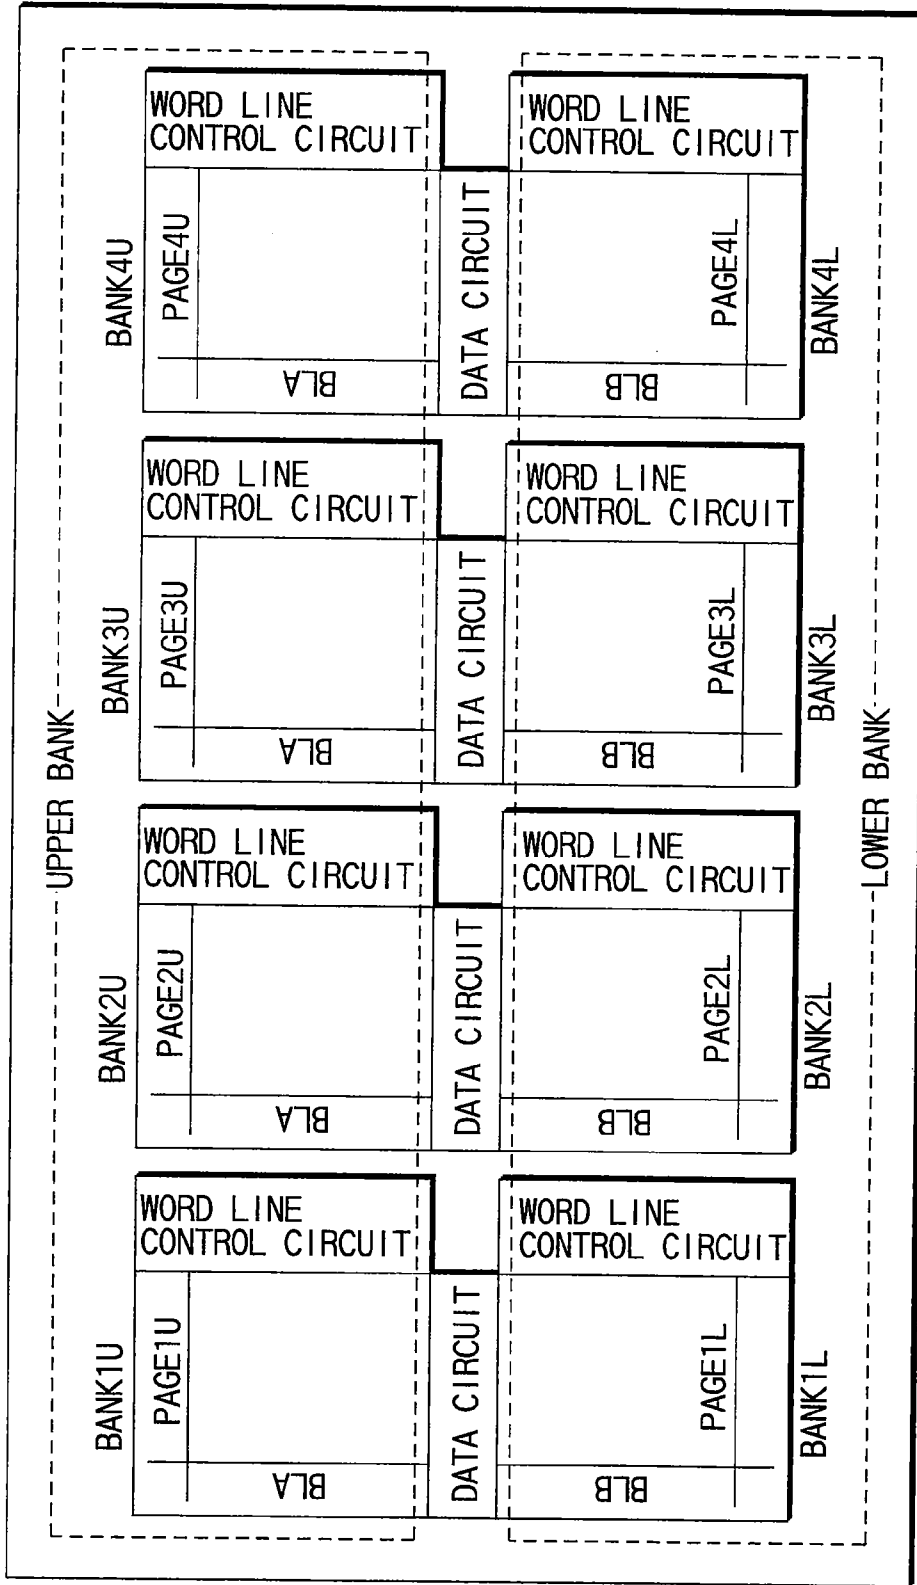 UPPER BANK
LOWER BANK
BANK4U
WORD LINE
CONTROL CIRCUIT
PAGE4U
BLA
DATA CIRCUIT
WORD LINE
CONTROL CIRCUIT
PAGE4L
BLB
BANK4L
BANK3U
WORD LINE
CONTROL CIRCUIT
PAGE3U
BLA
DATA CIRCUIT
WORD LINE
CONTROL CIRCUIT
PAGE3L
BLB
BANK3L
BANK2U
WORD LINE
CONTROL CIRCUIT
PAGE2U
BLA
DATA CIRCUIT
WORD LINE
CONTROL CIRCUIT
PAGE2L
BLB
BANK2L
BANK1U
WORD LINE
CONTROL CIRCUIT
PAGE1U
BLA
DATA CIRCUIT
WORD LINE
CONTROL CIRCUIT
PAGE1L
BLB
BANK1L